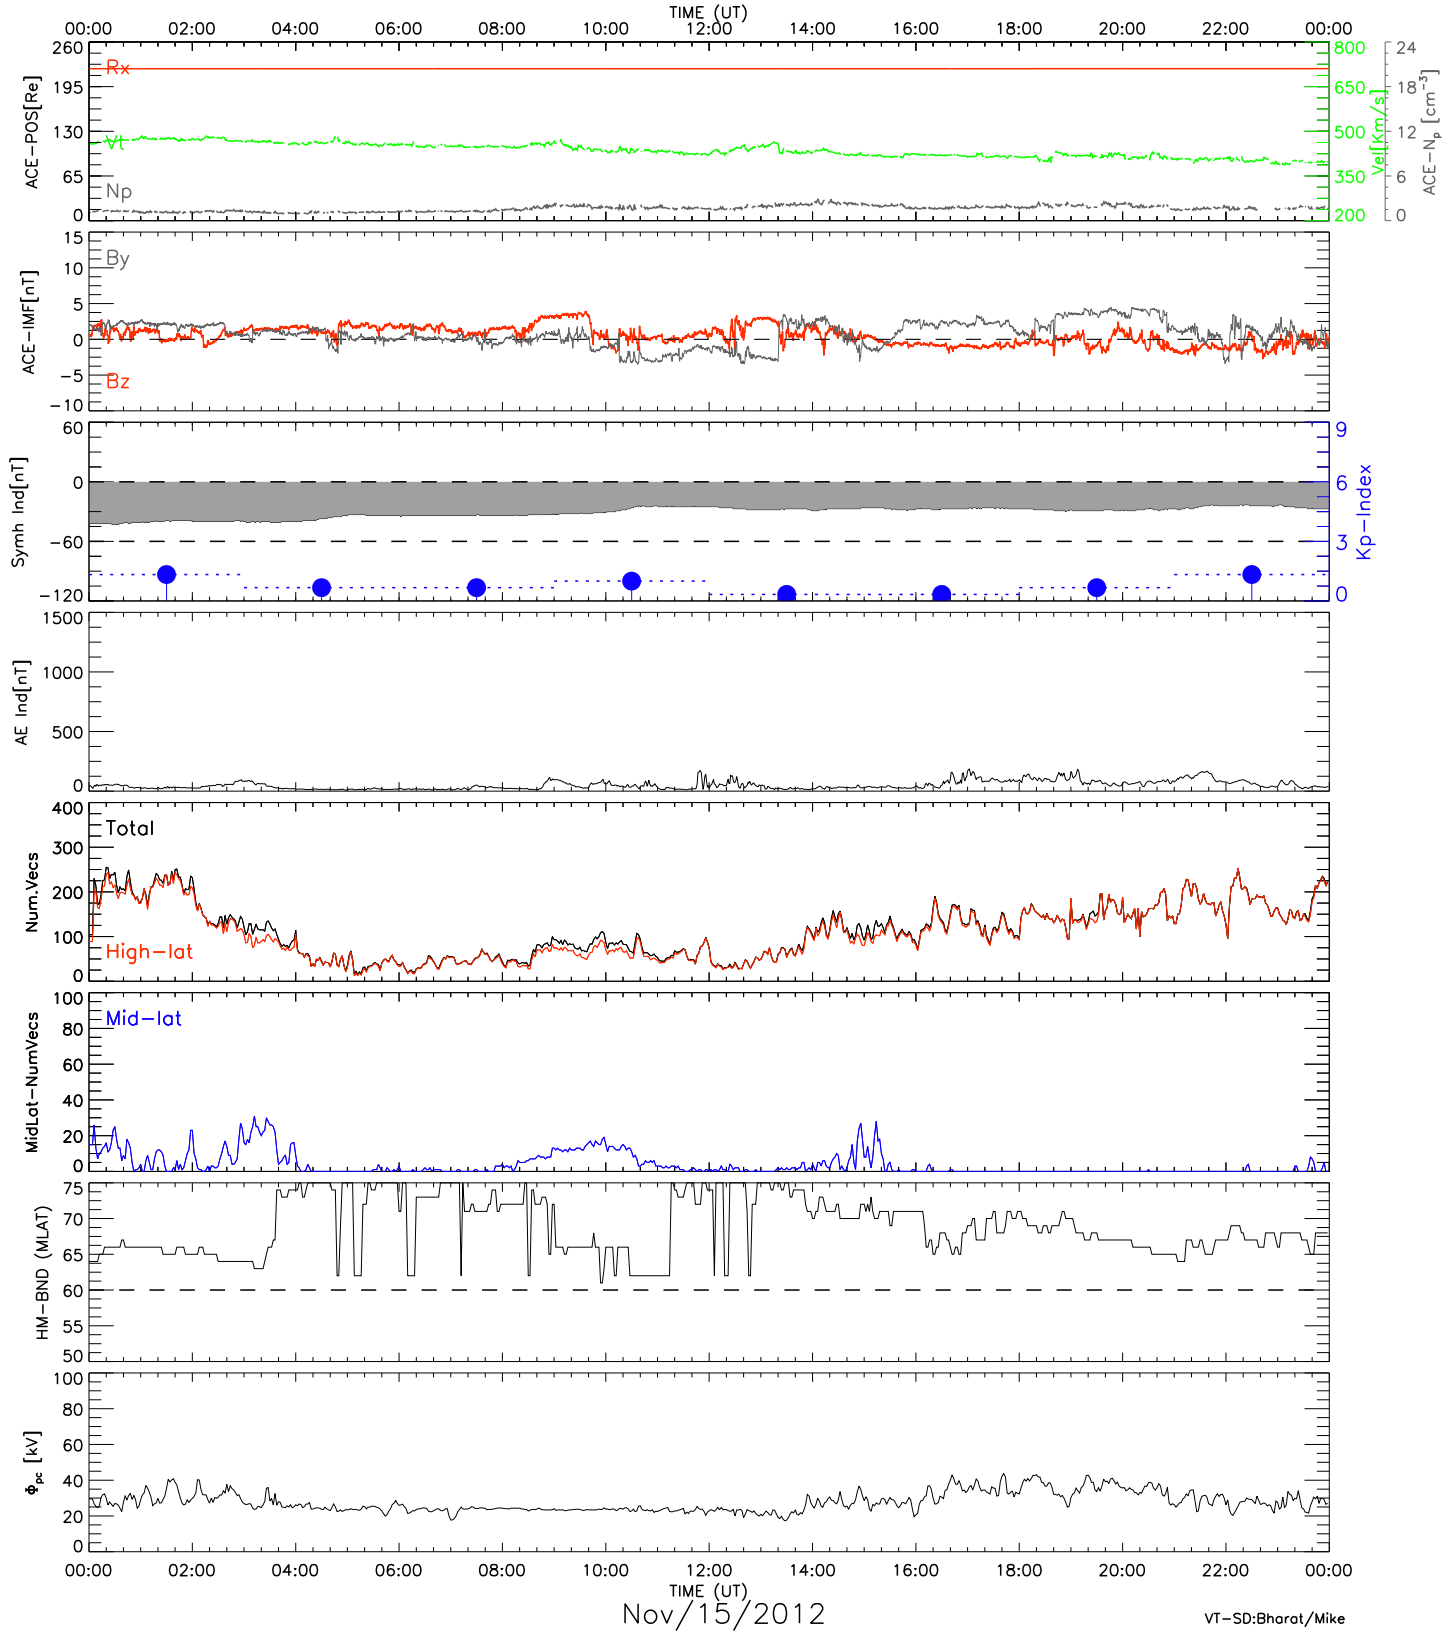 TIME (UT)
00:00 02:00 04:00 06:00 08:00 10:00 12:00 14:00 16:00 18:00 20:00 22:00 00:00
ACE-POS[Re]
260
195
130
65
0
Rx
Vt
Np
800
650
500
350
200
Vel[Km/s]
24
18
12
6
0
ACE-Np [cm-3]
ACE-IMF[nT]
15
10
5
0
-5
-10
By
Bz
Symh Ind[nT]
60
0
-60
-120
9
6
3
0
Kp-Index
AE Ind[nT]
1500
1000
500
0
Num.Vecs
400
300
200
100
0
Total
High-lat
MidLat-NumVecs
100
80
60
40
20
0
Mid-lat
HM-BND (MLAT)
75
70
65
60
55
50
Φpc [kV]
100
80
60
40
20
0
00:00 02:00 04:00 06:00 08:00 10:00 12:00 14:00 16:00 18:00 20:00 22:00 00:00
TIME (UT)
Nov/15/2012
VT-SD:Bharat/Mike